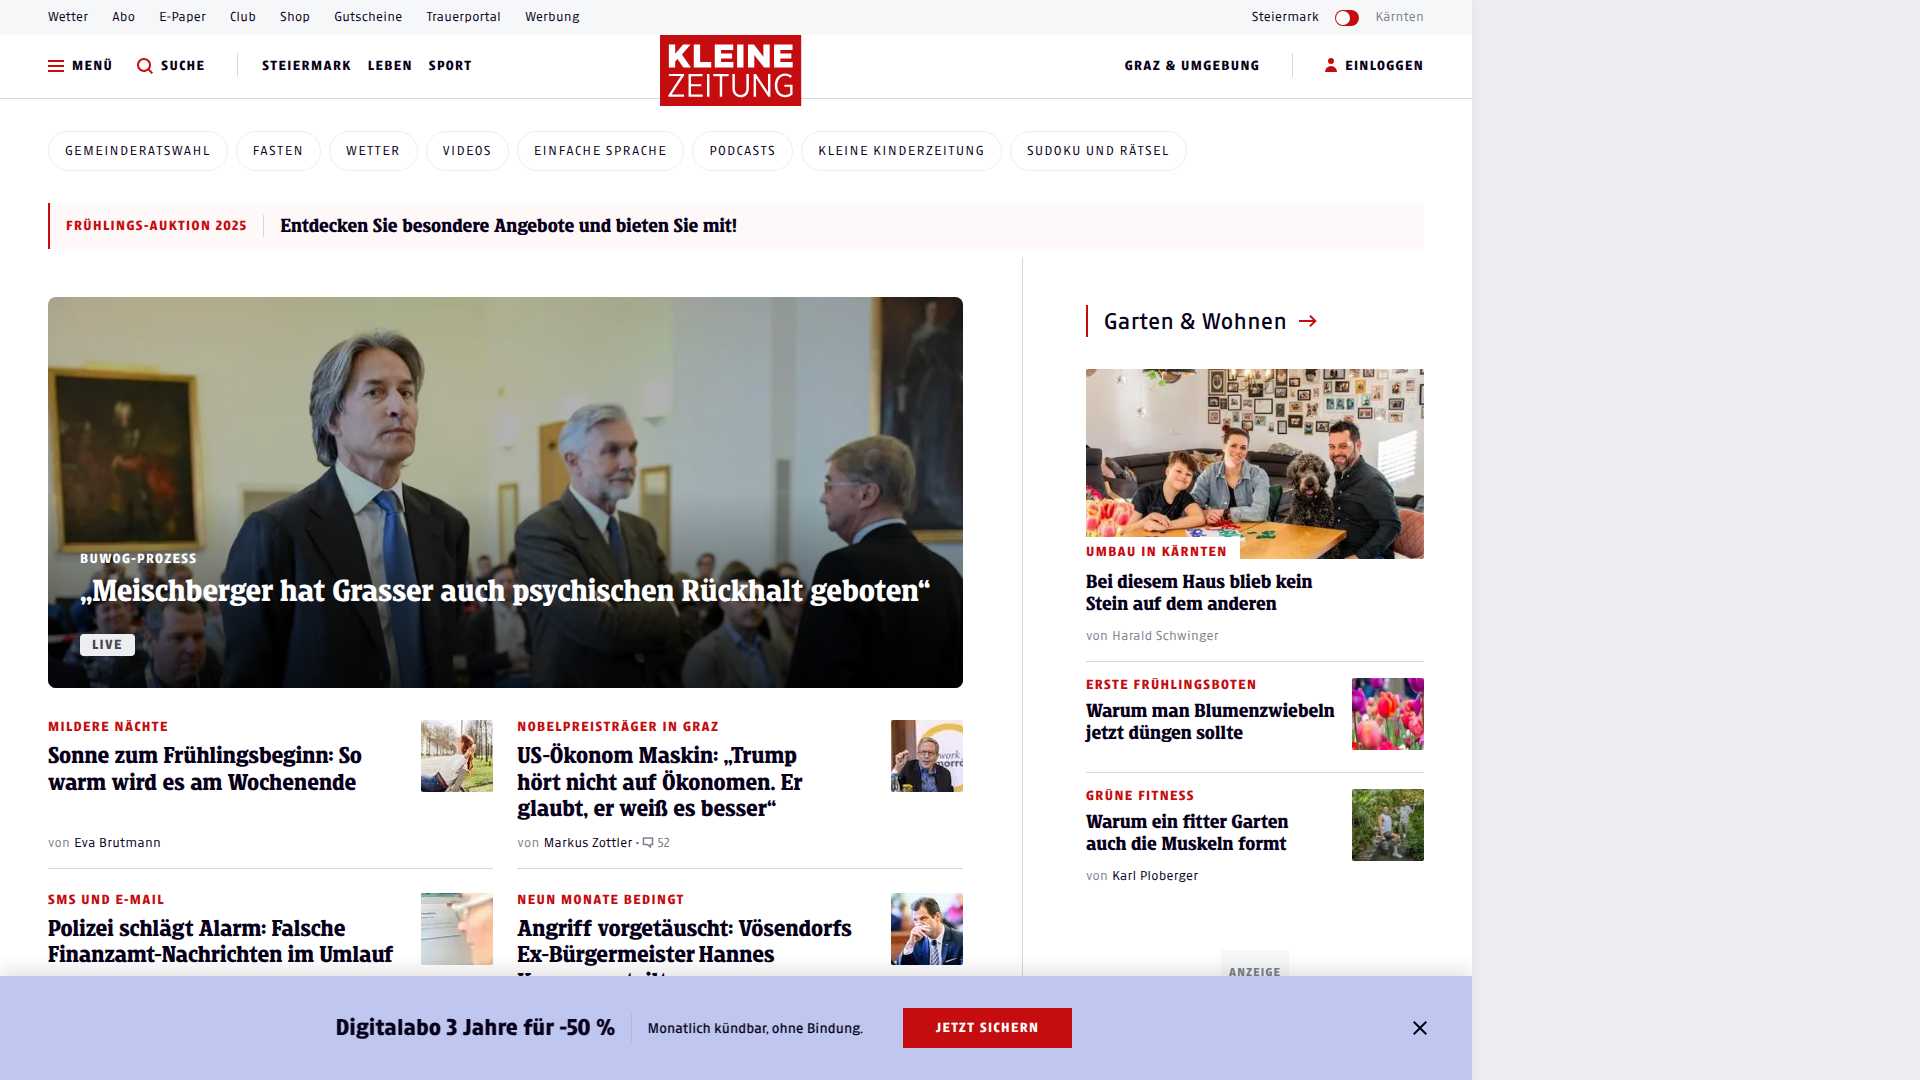 Wetter Abo E-Paper Club Shop Gutscheine Trauerportal Werbung Steiermark Kärnten
MENÜ SUCHE STEIERMARK LEBEN SPORT KLEINE ZEITUNG GRAZ & UMGEBUNG EINLOGGEN
GEMEINDERATSWAHL FASTEN WETTER VIDEOS EINFACHE SPRACHE PODCASTS KLEINE KINDERZEITUNG SUDOKU UND RÄTSEL
FRÜHLINGS-AUKTION 2025 Entdecken Sie besondere Angebote und bieten Sie mit!
BUWOG-PROZESS
„Meischberger hat Grasser auch psychischen Rückhalt geboten“
LIVE
MILDERE NÄCHTE
Sonne zum Frühlingsbeginn: So
warm wird es am Wochenende
von Eva Brutmann
NOBELPREISTRÄGER IN GRAZ
US-Ökonom Maskin: „Trump
hört nicht auf Ökonomen. Er
glaubt, er weiß es besser“
von Markus Zottler · 52
SMS UND E-MAIL
Polizei schlägt Alarm: Falsche
Finanzamt-Nachrichten im Umlauf
NEUN MONATE BEDINGT
Angriff vorgetäuscht: Vösendorfs
Ex-Bürgermeister Hannes
Garten & Wohnen
UMBAU IN KÄRNTEN
Bei diesem Haus blieb kein
Stein auf dem anderen
von Harald Schwinger
ERSTE FRÜHLINGSBOTEN
Warum man Blumenzwiebeln
jetzt düngen sollte
GRÜNE FITNESS
Warum ein fitter Garten
auch die Muskeln formt
von Karl Ploberger
ANZEIGE
Digitalabo 3 Jahre für -50 % Monatlich kündbar, ohne Bindung. JETZT SICHERN